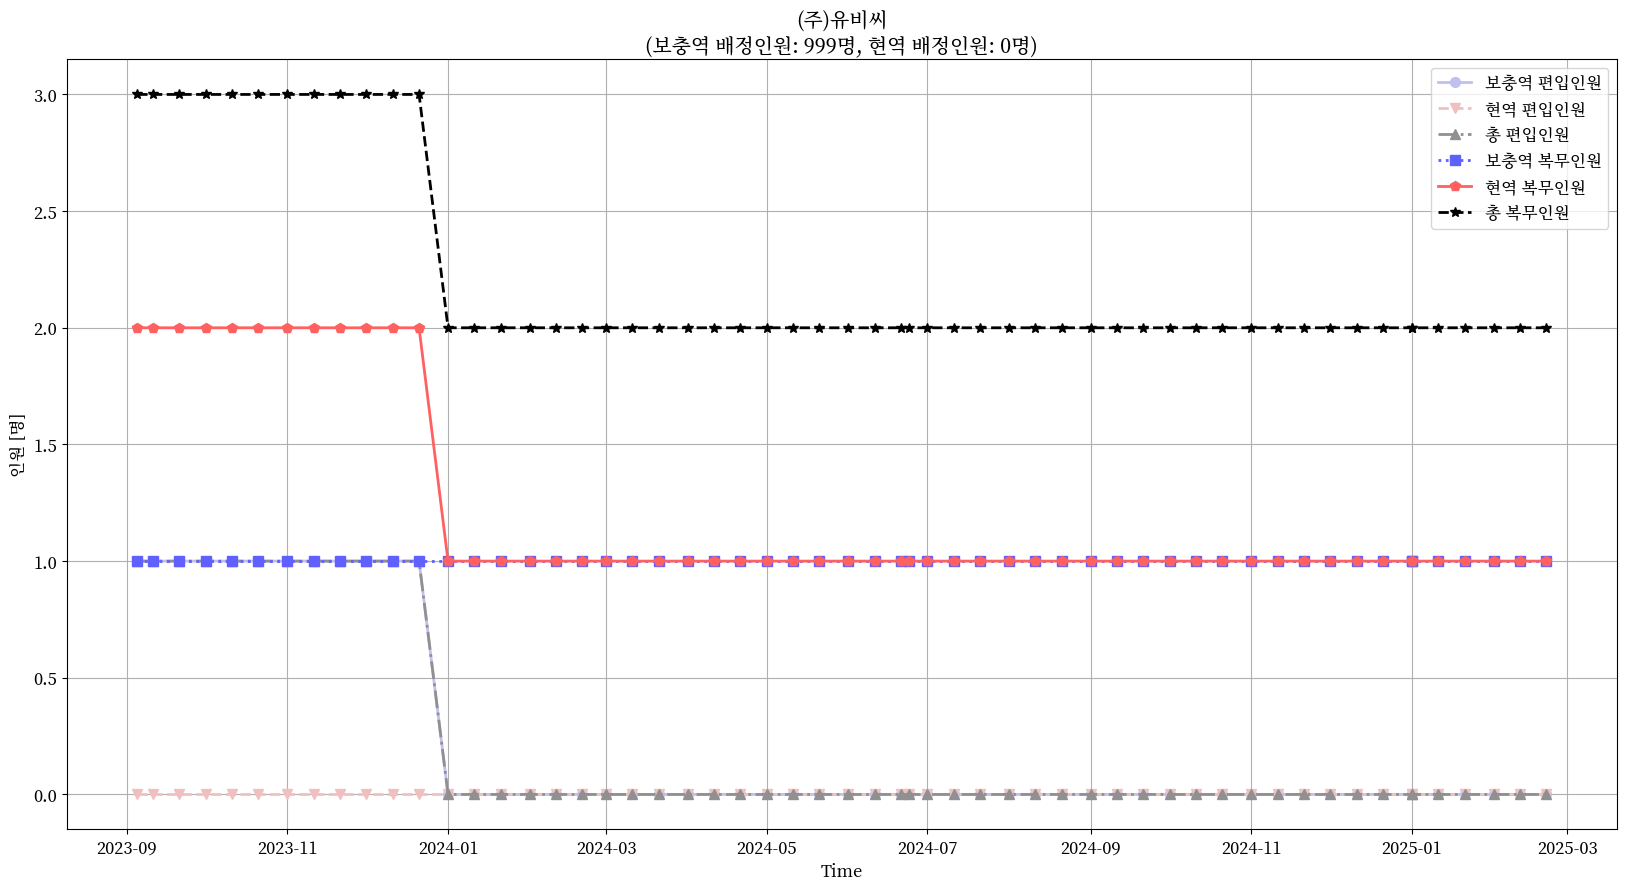 (주)유비씨
(보충역 배정인원: 999명, 현역 배정인원: 0명)
보충역 편입인원
현역 편입인원
총 편입인원
보충역 복무인원
현역 복무인원
총 복무인원
인원 [명]
3.0
2.5
2.0
1.5
1.0
0.5
0.0
2023-09 2023-11 2024-01 2024-03 2024-05 2024-07 2024-09 2024-11 2025-01 2025-03
Time